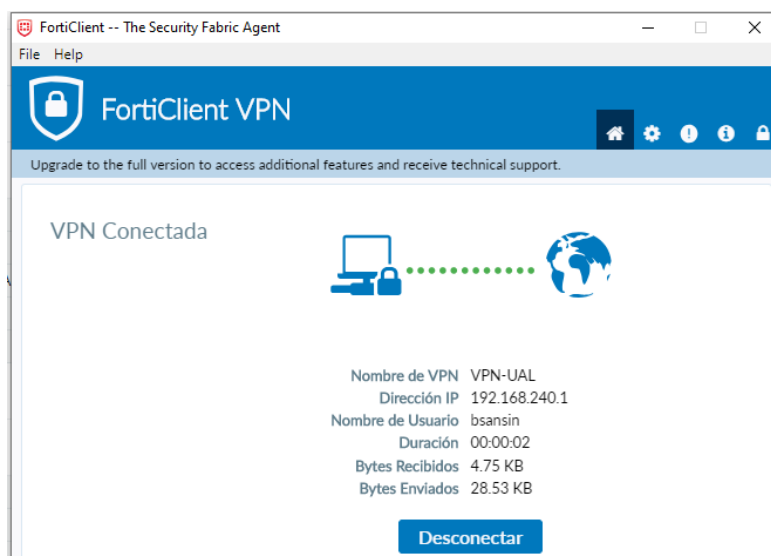 FortiClient -- The Security Fabric Agent
File Help
FortiClient VPN
Upgrade to the full version to access additional features and receive technical support.
VPN Conectada
Nombre de VPN VPN-UAL
Dirección IP 192.168.240.1
Nombre de Usuario bsansin
Duración 00:00:02
Bytes Recibidos 4.75 KB
Bytes Enviados 28.53 KB
Desconectar